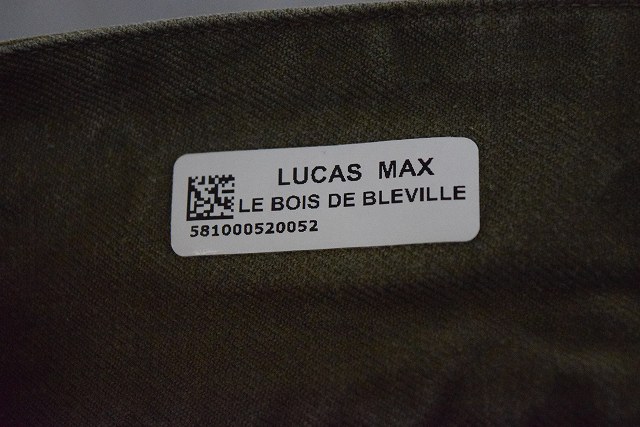 LUCAS MAX
LE BOIS DE BLEVILLE
581000520052